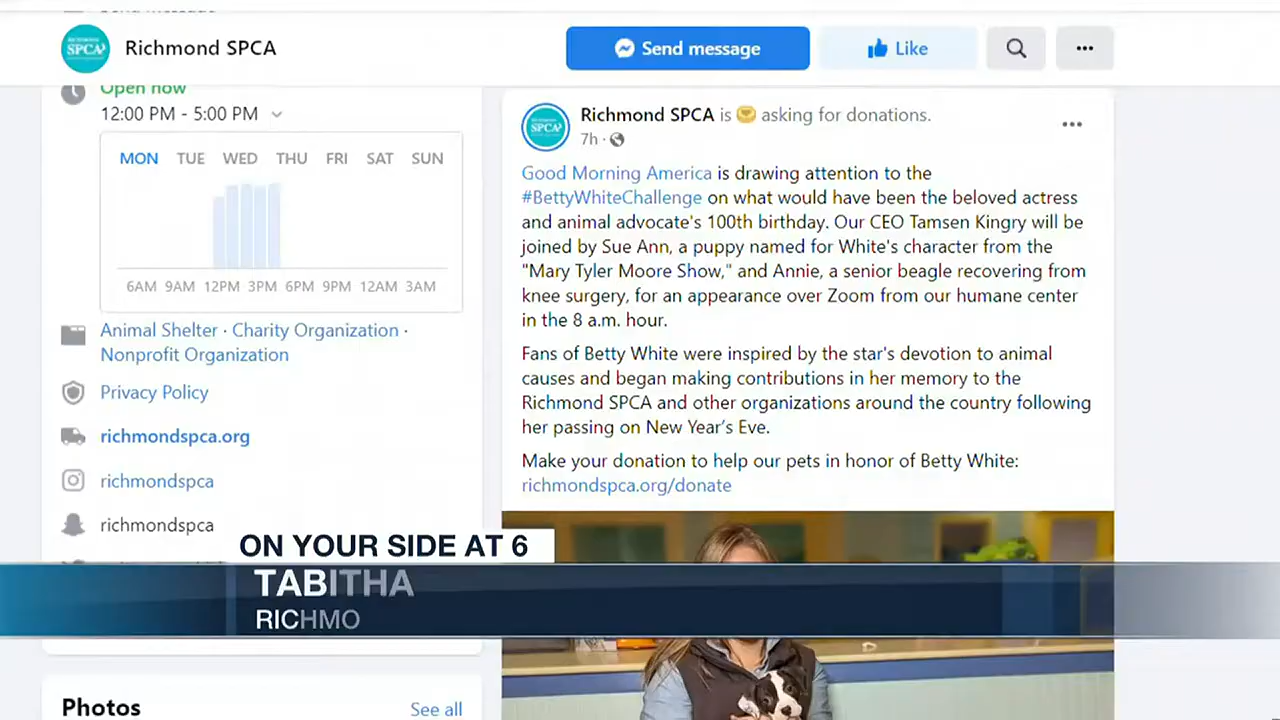 Richmond SPCA
Send message
Like
SPCA
Open now
12:00 PM - 5:00 PM
MON TUE WED THU FRI SAT SUN
6AM 9AM 12PM 3PM 6PM 9PM 12AM 3AM
Animal Shelter · Charity Organization ·
Nonprofit Organization
Privacy Policy
richmondspca.org
richmondspca
richmondspca
Photos
See all
SPCA
Richmond SPCA is asking for donations.
7h ·
Good Morning America is drawing attention to the
#BettyWhiteChallenge on what would have been the beloved actress
and animal advocate's 100th birthday. Our CEO Tamsen Kingry will be
joined by Sue Ann, a puppy named for White's character from the
"Mary Tyler Moore Show," and Annie, a senior beagle recovering from
knee surgery, for an appearance over Zoom from our humane center
in the 8 a.m. hour.
Fans of Betty White were inspired by the star's devotion to animal
causes and began making contributions in her memory to the
Richmond SPCA and other organizations around the country following
her passing on New Year’s Eve.
Make your donation to help our pets in honor of Betty White:
richmondspca.org/donate
ON YOUR SIDE AT 6
TABITHA
RICHMO